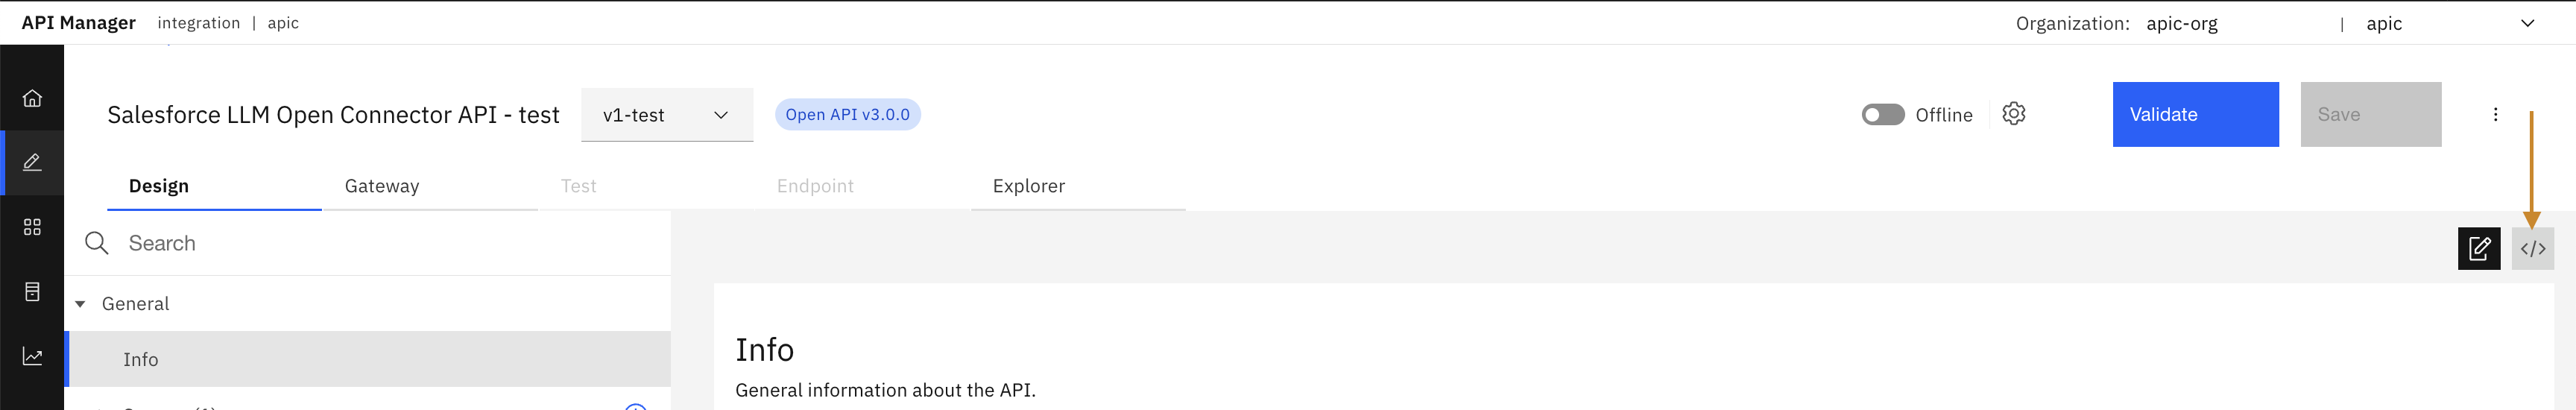 API Manager integration | apic Organization: apic-org | apic
Salesforce LLM Open Connector API - test v1-test Open API v3.0.0 Offline Validate Save
Design Gateway Test Endpoint Explorer
Search
</>
General
Info
Info
General information about the API.